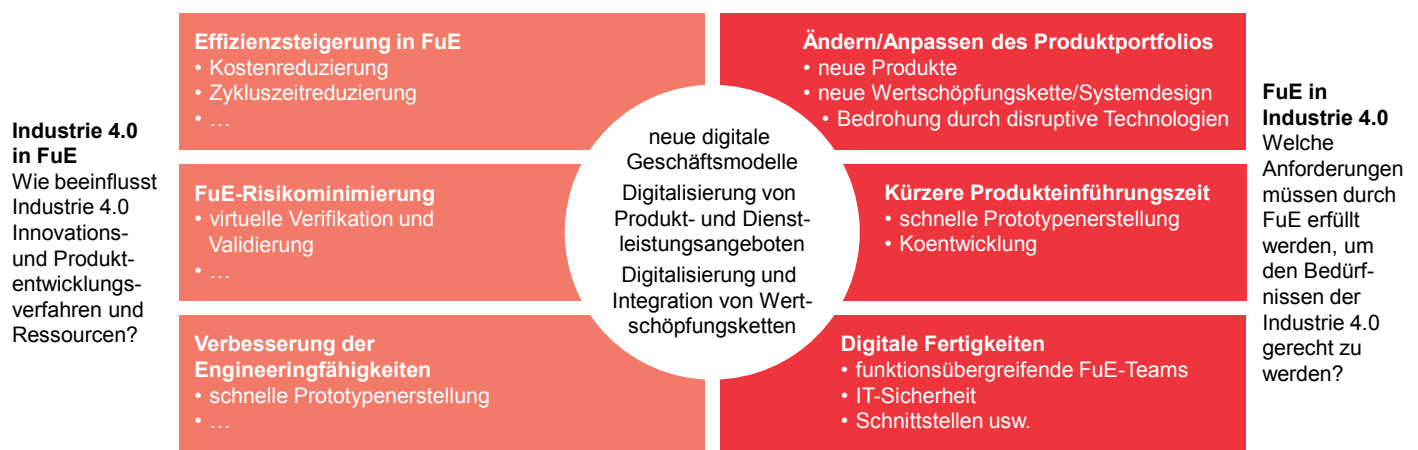 Industrie 4.0
in FuE
Wie beeinflusst
Industrie 4.0
Innovations-
und Produkt-
entwicklungs-
verfahren und
Ressourcen?
Effizienzsteigerung in FuE
• Kostenreduzierung
• Zykluszeitreduzierung
• …
FuE-Risikominimierung
• virtuelle Verifikation und
Validierung
• …
Verbesserung der
Engineeringfähigkeiten
• schnelle Prototypenerstellung
• …
neue digitale
Geschäftsmodelle
Digitalisierung von
Produkt- und Dienst-
leistungsangeboten
Digitalisierung und
Integration von Wert-
schöpfungsketten
Ändern/Anpassen des Produktportfolios
• neue Produkte
• neue Wertschöpfungskette/Systemdesign
• Bedrohung durch disruptive Technologien
Kürzere Produkteinführungszeit
• schnelle Prototypenerstellung
• Koentwicklung
Digitale Fertigkeiten
• funktionsübergreifende FuE-Teams
• IT-Sicherheit
• Schnittstellen usw.
FuE in
Industrie 4.0
Welche
Anforderungen
müssen durch
FuE erfüllt
werden, um
den Bedürf-
nissen der
Industrie 4.0
gerecht zu
werden?